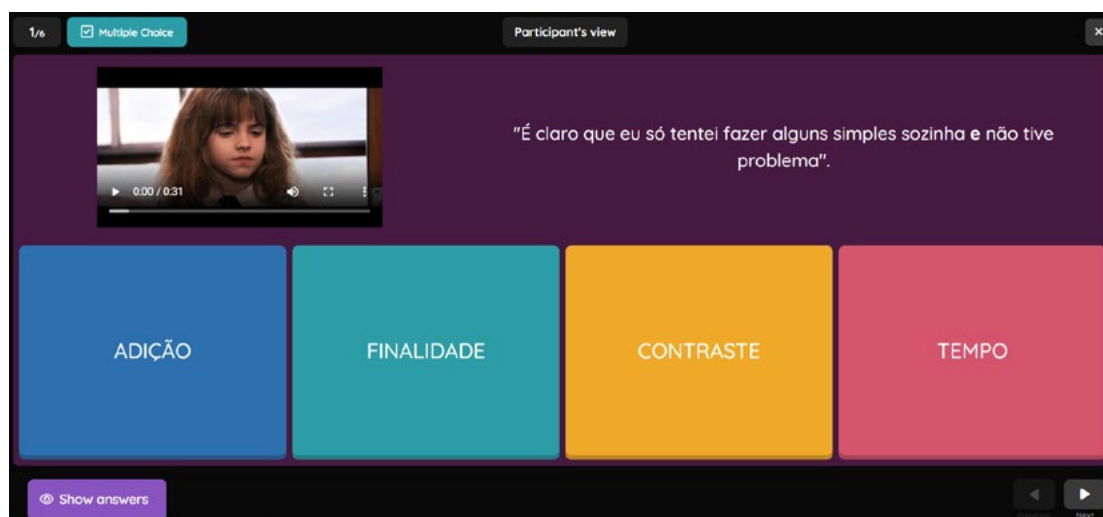 1/6
Multiple Choice
Participant's view
"É claro que eu só tentei fazer alguns simples sozinha e não tive
problema".
0:00 / 0:31
ADIÇÃO
FINALIDADE
CONTRASTE
TEMPO
Show answers
Next